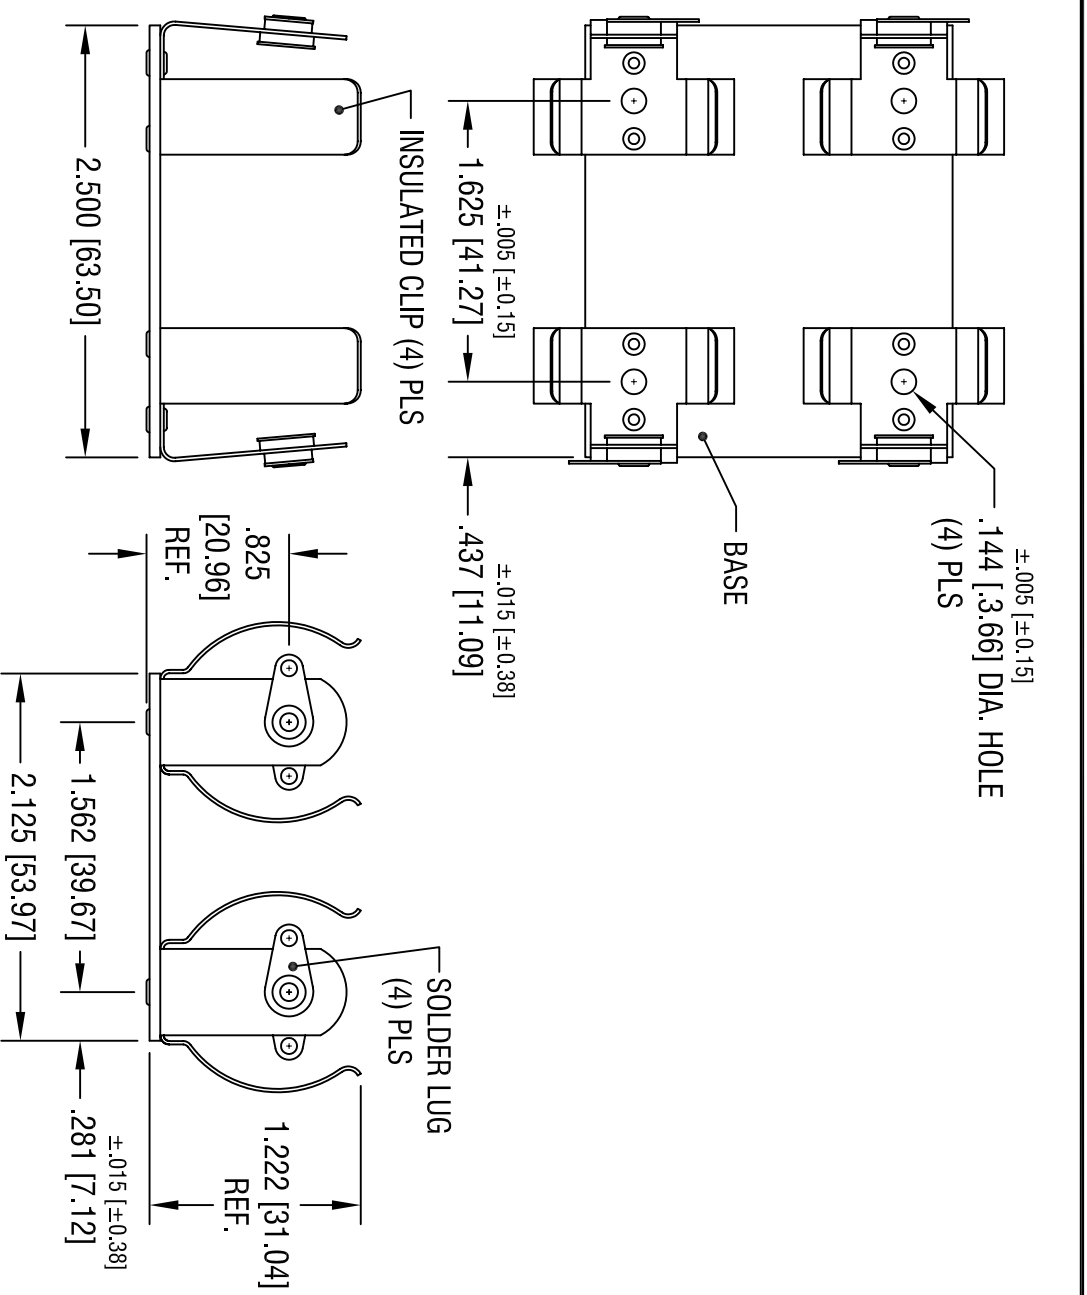 ±.005 [±0.15]
.144 [.3.66] DIA. HOLE
(4) PLS
BASE
±.005 [±0.15]
1.625 [41.27]
±.015 [±0.38]
.437 [11.09]
INSULATED CLIP (4) PLS
2.500 [63.50]
SOLDER LUG
(4) PLS
.825
[20.96]
REF.
1.222 [31.04]
REF.
1.562 [39.67]
±.015 [±0.38]
.281 [7.12]
2.125 [53.97]